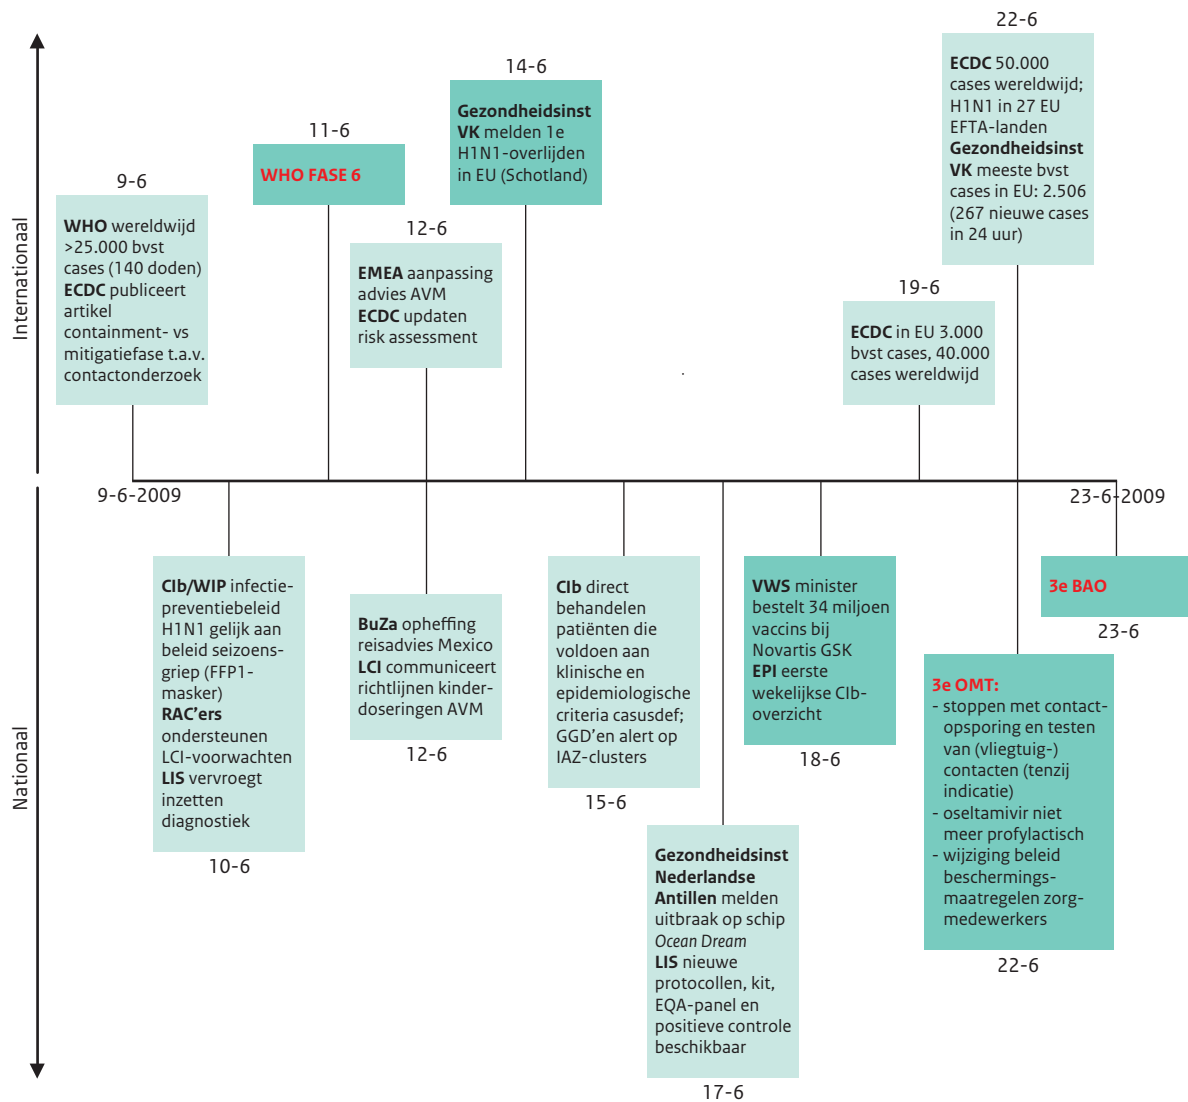 Internationaal
9-6
WHO wereldwijd
>25.000 bvst
cases (140 doden)
ECDC publiceert
artikel
containment- vs
mitigatiefase t.a.v.
contactonderzoek
11-6
WHO FASE 6
12-6
EMEA aanpassing
advies AVM
ECDC updaten
risk assessment
14-6
Gezondheidsinst
VK melden 1e
H1N1-overlijden
in EU (Schotland)
19-6
ECDC in EU 3.000
bvst cases, 40.000
cases wereldwijd
22-6
ECDC 50.000
cases wereldwijd;
H1N1 in 27 EU
EFTA-landen
Gezondheidsinst
VK meeste bvst
cases in EU: 2.506
(267 nieuwe cases
in 24 uur)
9-6-2009
23-6-2009
Nationaal
CIb/WIP infectie-
preventiebeleid
H1N1 gelijk aan
beleid seizoens-
griep (FFP1-
masker)
RAC’ers
ondersteunen
LCI-voorwachten
LIS vervroegt
inzetten
diagnostiek
10-6
BuZa opheffing
reisadvies Mexico
LCI communiceert
richtlijnen kinder-
doseringen AVM
12-6
CIb direct
behandelen
patiënten die
voldoen aan
klinische en
epidemiologische
criteria casusdef;
GGD’en alert op
IAZ-clusters
15-6
Gezondheidsinst
Nederlandse
Antillen melden
uitbraak op schip
Ocean Dream
LIS nieuwe
protocollen, kit,
EQA-panel en
positieve controle
beschikbaar
17-6
VWS minister
bestelt 34 miljoen
vaccins bij
Novartis GSK
EPI eerste
wekelijkse CIb-
overzicht
18-6
3e OMT:
- stoppen met contact-
opsporing en testen
van (vliegtuig-)
contacten (tenzij
indicatie)
- oseltamivir niet
meer profylactisch
- wijziging beleid
beschermings-
maatregelen zorg-
medewerkers
22-6
3e BAO
23-6